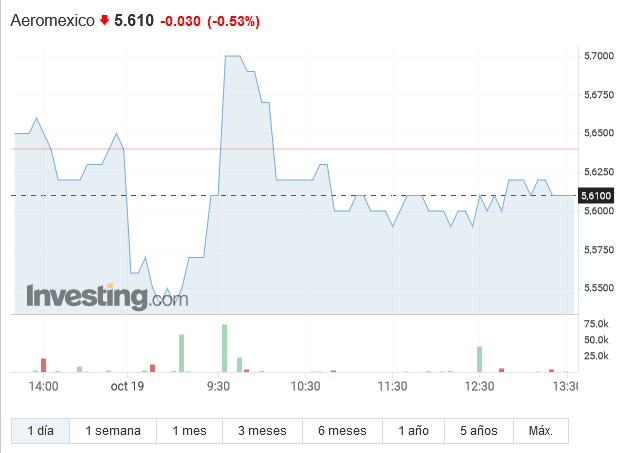 Aeromexico 5.610 -0.030 (-0.53%)
5,7000
5,6750
5,6500
5,6250
5,6100
5,6000
5,5750
5,5500
Investing.com
75.0k
50.0k
25.0k
14:00 oct 19 9:30 10:30 11:30 12:30 13:30
1 día 1 semana 1 mes 3 meses 6 meses 1 año 5 años Máx.